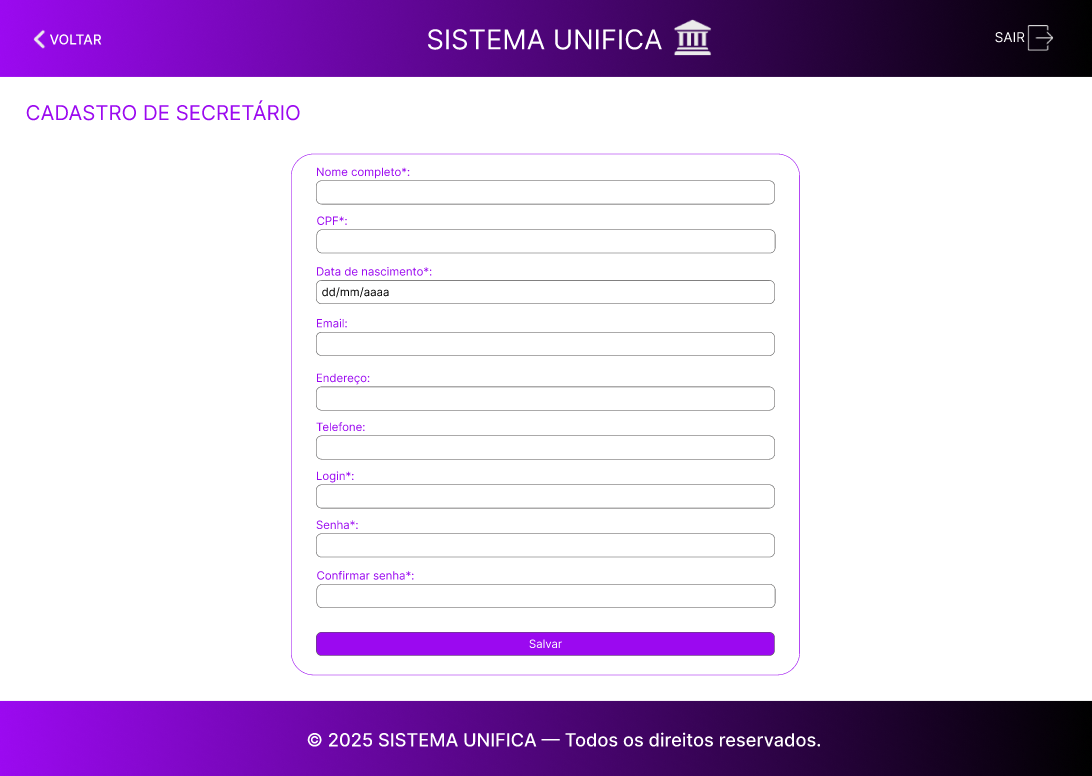 VOLTAR
SISTEMA UNIFICA
SAIR
CADASTRO DE SECRETÁRIO
Nome completo*:
CPF*:
Data de nascimento*:
dd/mm/aaaa
Email:
Endereço:
Telefone:
Login*:
Senha*:
Confirmar senha*:
Salvar
© 2025 SISTEMA UNIFICA — Todos os direitos reservados.